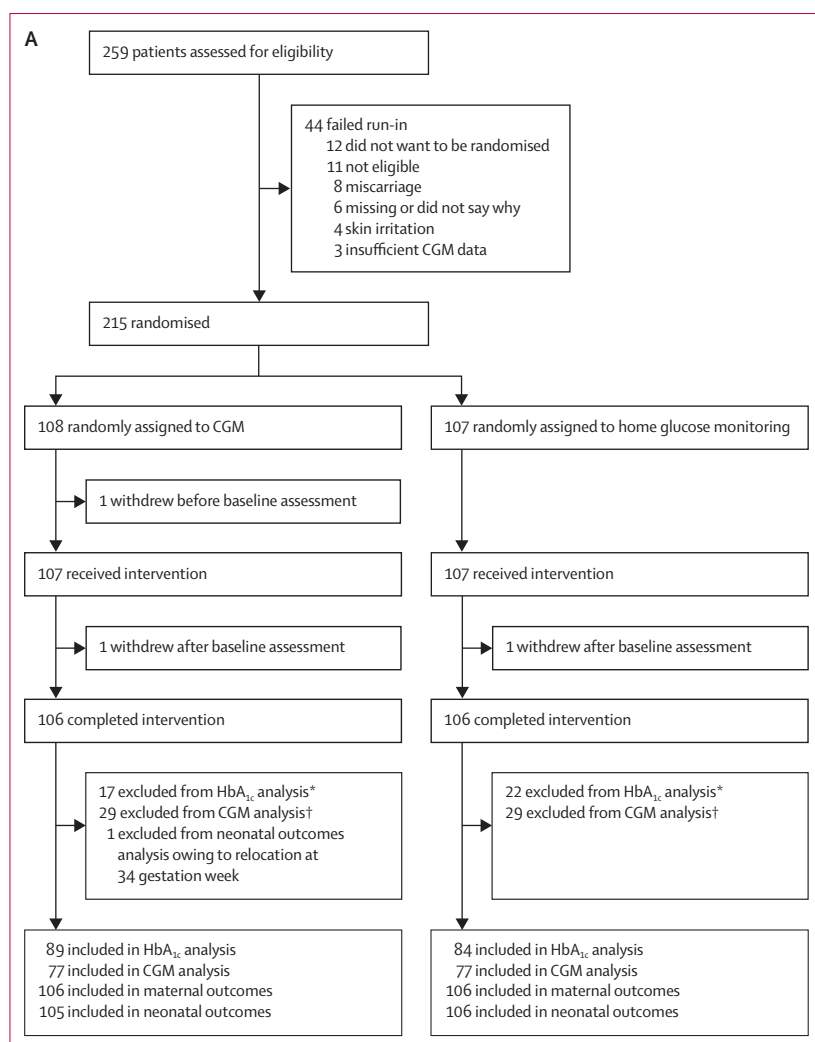 A
259 patients assessed for eligibility
44 failed run-in
12 did not want to be randomised
11 not eligible
8 miscarriage
6 missing or did not say why
4 skin irritation
3 insufficient CGM data
215 randomised
108 randomly assigned to CGM
107 randomly assigned to home glucose monitoring
1 withdrew before baseline assessment
107 received intervention
107 received intervention
1 withdrew after baseline assessment
1 withdrew after baseline assessment
106 completed intervention
106 completed intervention
17 excluded from HbA1c analysis*
29 excluded from CGM analysis†
1 excluded from neonatal outcomes
analysis owing to relocation at
34 gestation week
22 excluded from HbA1c analysis*
29 excluded from CGM analysis†
89 included in HbA1c analysis
77 included in CGM analysis
106 included in maternal outcomes
105 included in neonatal outcomes
84 included in HbA1c analysis
77 included in CGM analysis
106 included in maternal outcomes
106 included in neonatal outcomes